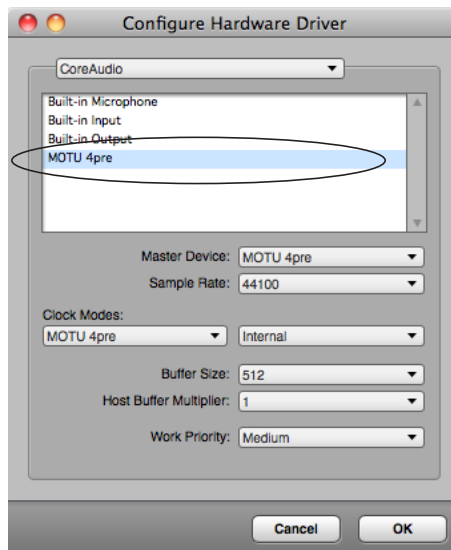 Configure Hardware Driver
CoreAudio
Built-in Microphone
Built-in Input
Built-in Output
MOTU 4pre
Master Device: MOTU 4pre
Sample Rate: 44100
Clock Modes:
MOTU 4pre Internal
Buffer Size: 512
Host Buffer Multiplier: 1
Work Priority: Medium
Cancel OK